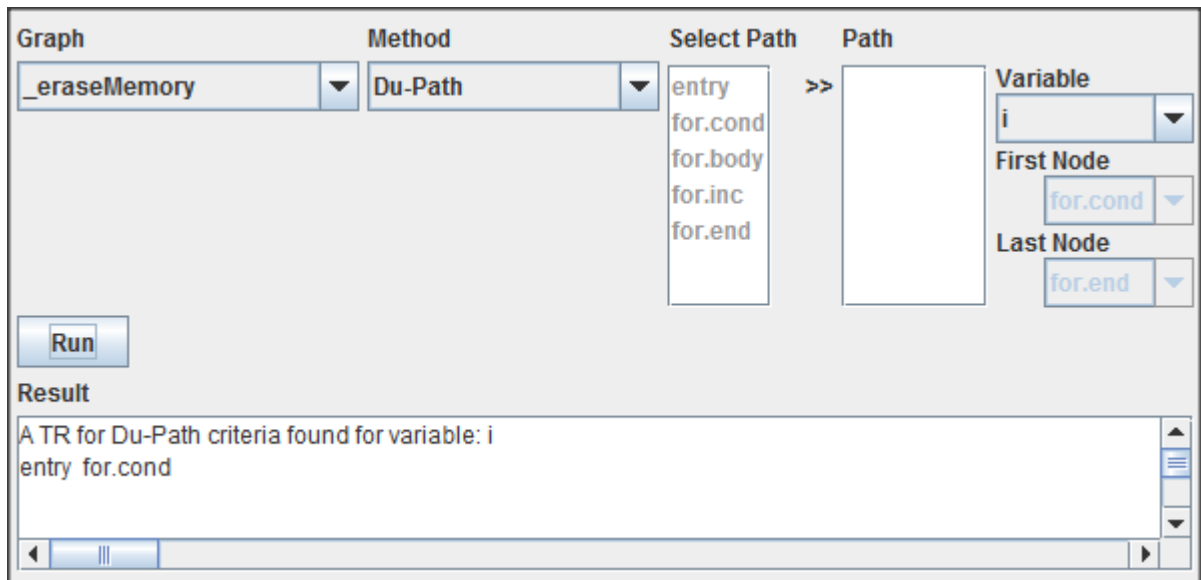 Graph
Method
Select Path
Path
_eraseMemory
Du-Path
entry
>>
for.cond
for.body
for.inc
for.end
Variable
i
First Node
for.cond
Last Node
for.end
Run
Result
A TR for Du-Path criteria found for variable: i
entry for.cond